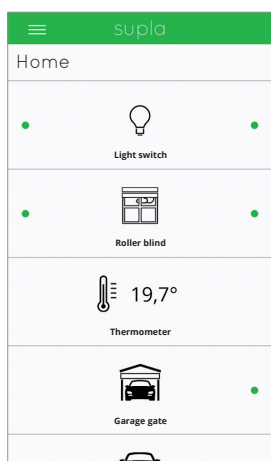 supla
Home
Light switch
Roller blind
19,7°
Thermometer
Garage gate